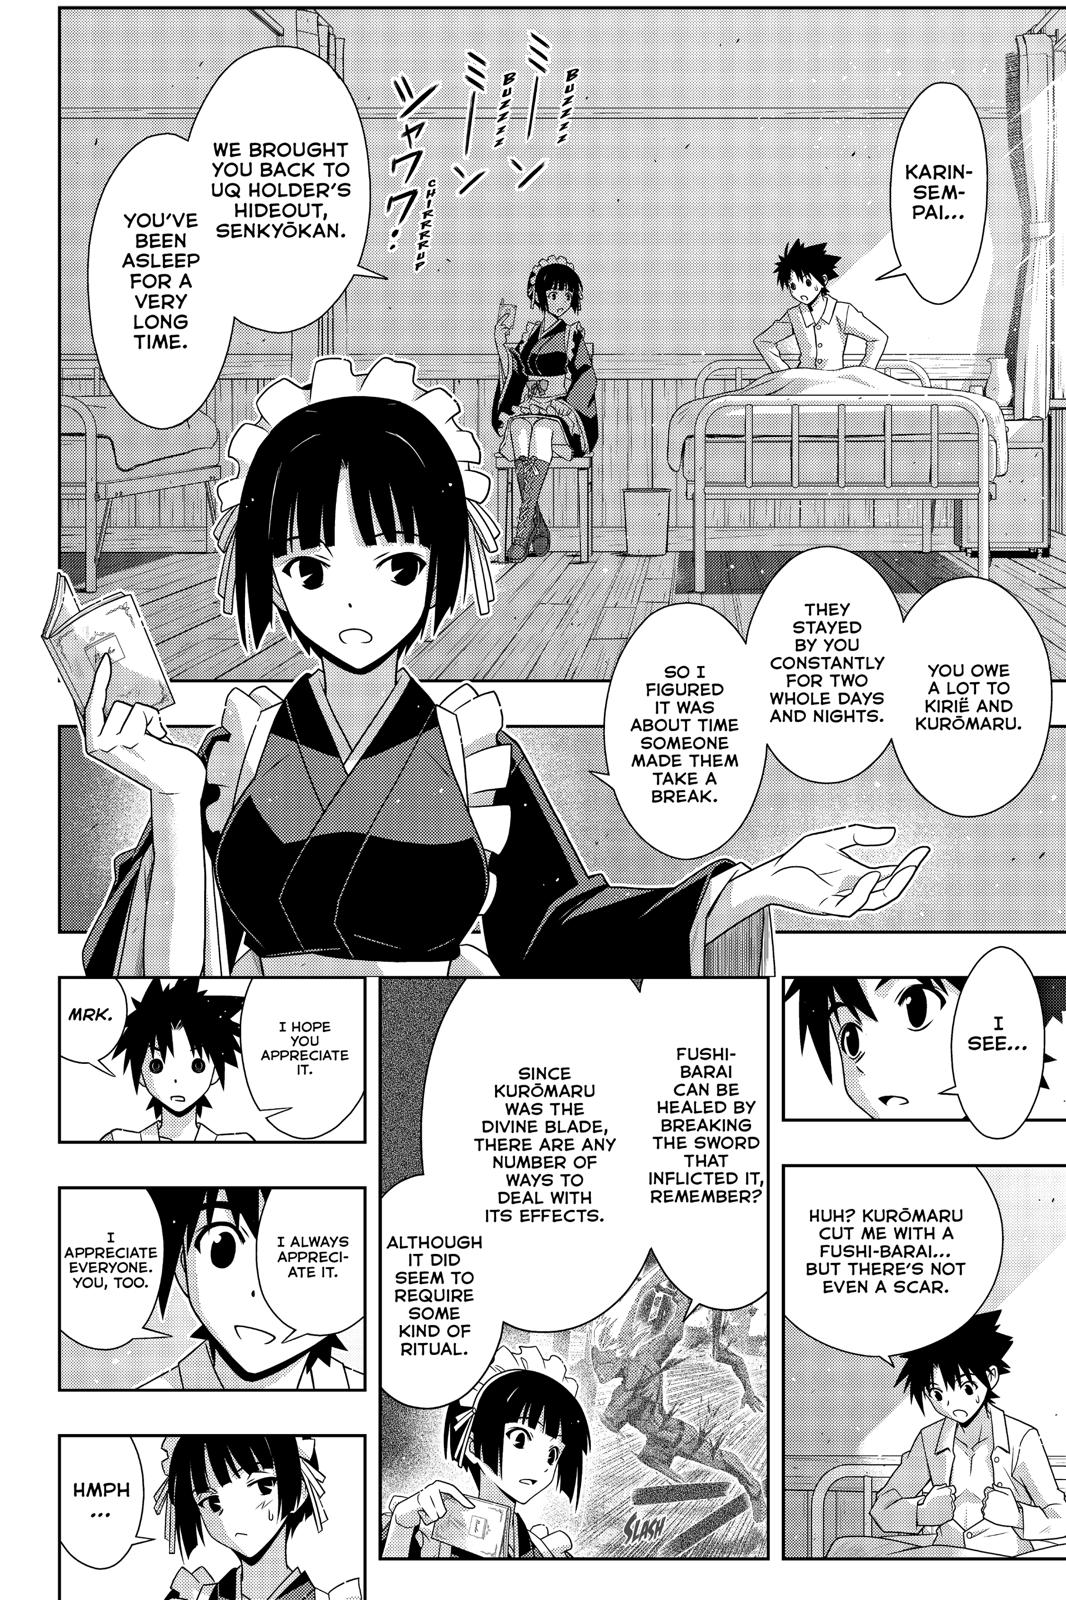 KARIN-
SEM-
PAI...
BUZZZZ
BUZZZZ
ミーン
ミーン
シャワワ・
CHIRRRRUP
WE BROUGHT
YOU BACK TO
UQ HOLDER'S
HIDEOUT,
SENKYŌKAN.
YOU'VE
BEEN
ASLEEP
FOR A
VERY
LONG
TIME.
YOU OWE
A LOT TO
KIRIË AND
KURŌMARU.
THEY
STAYED
BY YOU
CONSTANTLY
FOR TWO
WHOLE DAYS
AND NIGHTS.
SO I
FIGURED
IT WAS
ABOUT TIME
SOMEONE
MADE THEM
TAKE A
BREAK.
I
SEE...
HUH? KURŌMARU
CUT ME WITH A
FUSHI-BARAI...
BUT THERE'S NOT
EVEN A SCAR.
FUSHI-
BARAI
CAN BE
HEALED BY
BREAKING
THE SWORD
THAT
INFLICTED IT,
REMEMBER?
SINCE
KURŌMARU
WAS THE
DIVINE BLADE,
THERE ARE ANY
NUMBER OF
WAYS TO
DEAL WITH
ITS EFFECTS.
ALTHOUGH
IT DID
SEEM TO
REQUIRE
SOME
KIND OF
RITUAL.
SLASH
I HOPE
YOU
APPRECIATE
IT.
MRK.
I ALWAYS
APPRECI-
ATE IT.
I
APPRECIATE
EVERYONE.
YOU, TOO.
HMPH
...